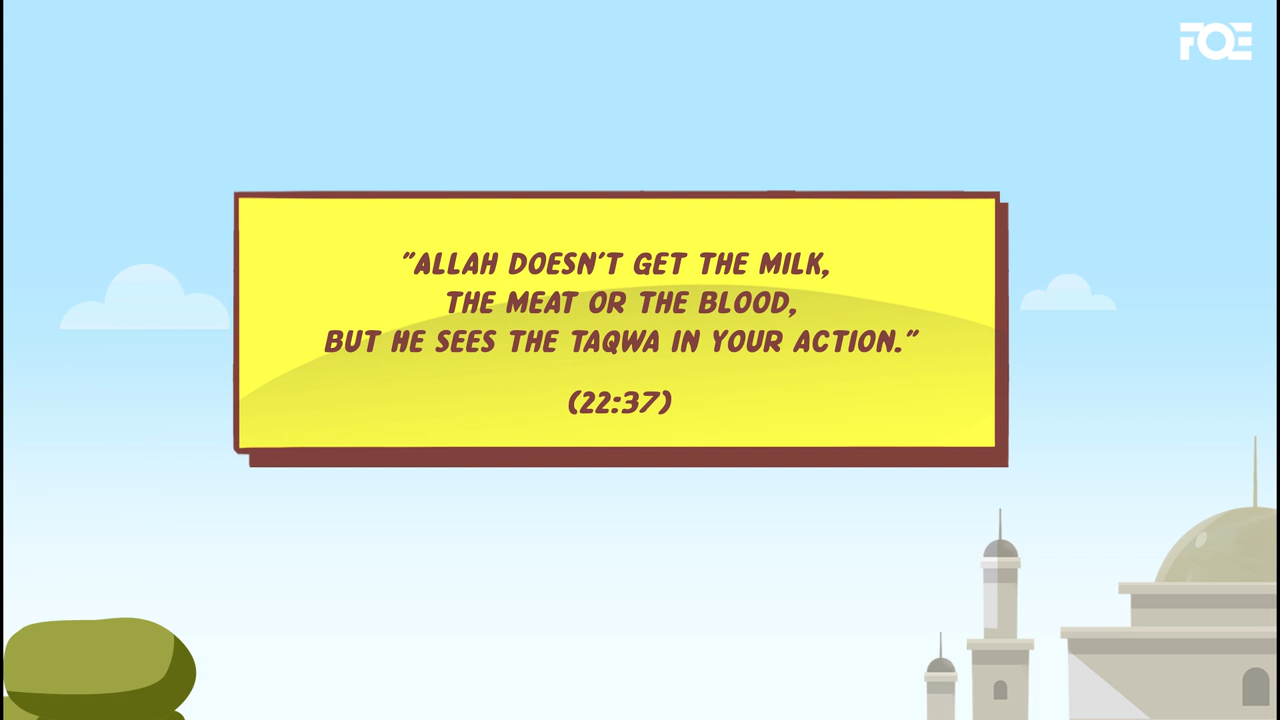 FOE
"ALLAH DOESN'T GET THE MILK,
THE MEAT OR THE BLOOD,
BUT HE SEES THE TAQWA IN YOUR ACTION."
(22:37)